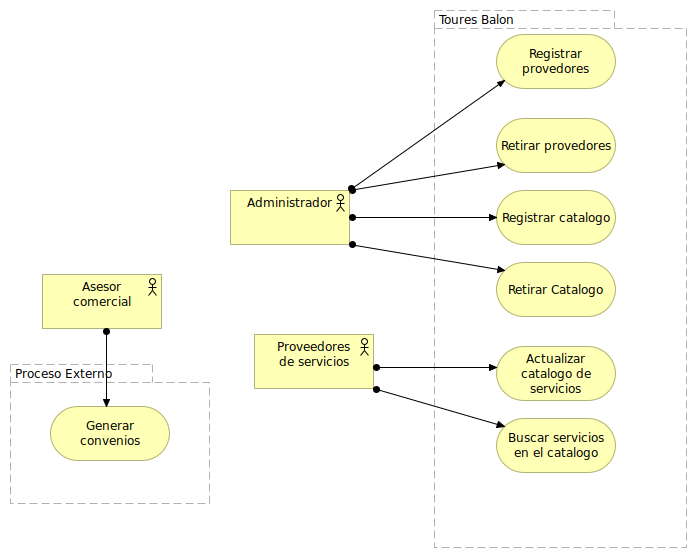 Toures Balon
Registrar
provedores
Retirar provedores
Administrador
Registrar catalogo
Retirar Catalogo
Asesor
comercial
Proveedores
de servicios
Actualizar
catalogo de
servicios
Proceso Externo
Generar
convenios
Buscar servicios
en el catalogo